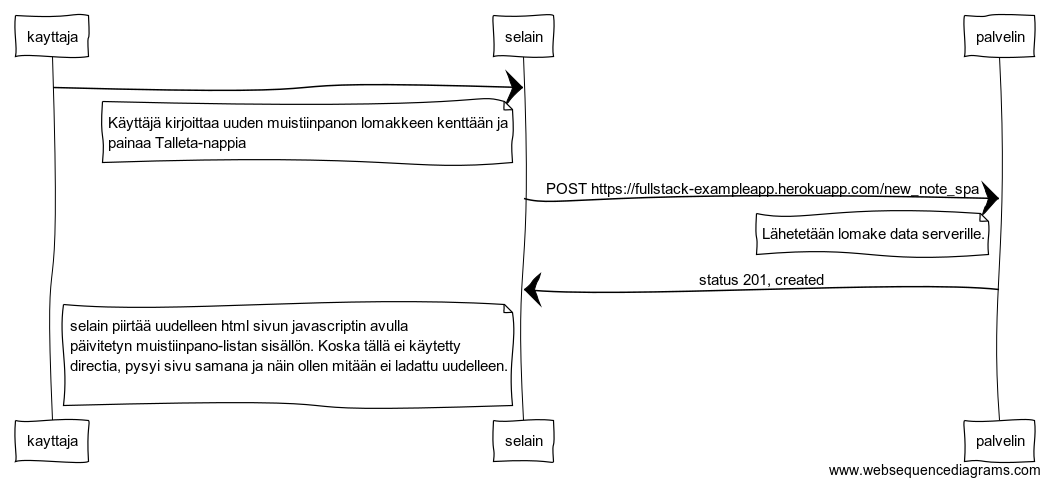 kayttaja
selain
palvelin
Käyttäjä kirjoittaa uuden muistiinpanon lomakkeen kenttään ja
painaa Talleta-nappia
POST https://fullstack-exampleapp.herokuapp.com/new_note_spa
Lähetetään lomake data serverille.
status 201, created
selain piirtää uudelleen html sivun javascriptin avulla
päivitetyn muistiinpano-listan sisällön. Koska tällä ei käytetty
directia, pysyi sivu samana ja näin ollen mitään ei ladattu uudelleen.
kayttaja
selain
palvelin
www.websequencediagrams.com